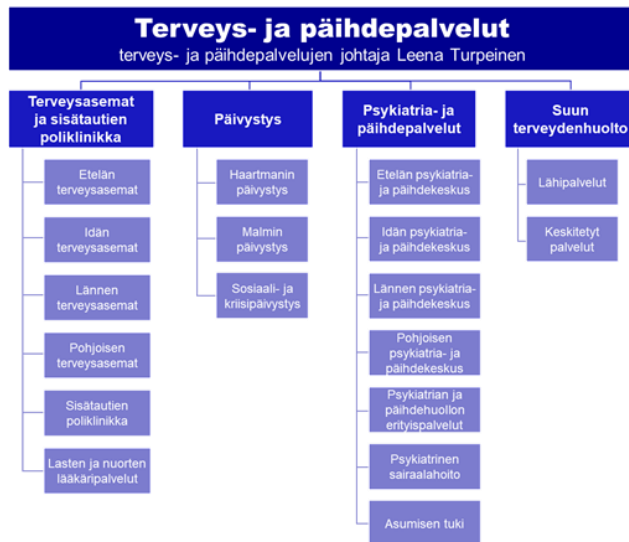 Terveys- ja päihdepalvelut
terveys- ja päihdepalvelujen johtaja Leena Turpeinen
Terveysasemat
ja sisätautien
poliklinikka
Etelän
terveysasemat
Idän
terveysasemat
Lännen
terveysasemat
Pohjoisen
terveysasemat
Sisätautien
poliklinikka
Lasten ja nuorten
lääkäripalvelut
Päivystys
Haartmanin
päivystys
Malmin
päivystys
Sosiaali- ja
kriisipäivystys
Psykiatria- ja
päihdepalvelut
Etelän psykiatria-
ja päihdekeskus
Idän psykiatria-
ja päihdekeskus
Lännen psykiatria-
ja päihdekeskus
Pohjoisen
psykiatria- ja
päihdekeskus
Psykiatrian ja
päihdehuollon
erityispalvelut
Psykiatrinen
sairaalahoito
Asumisen tuki
Suun
terveydenhuolto
Lähipalvelut
Keskitetyt
palvelut